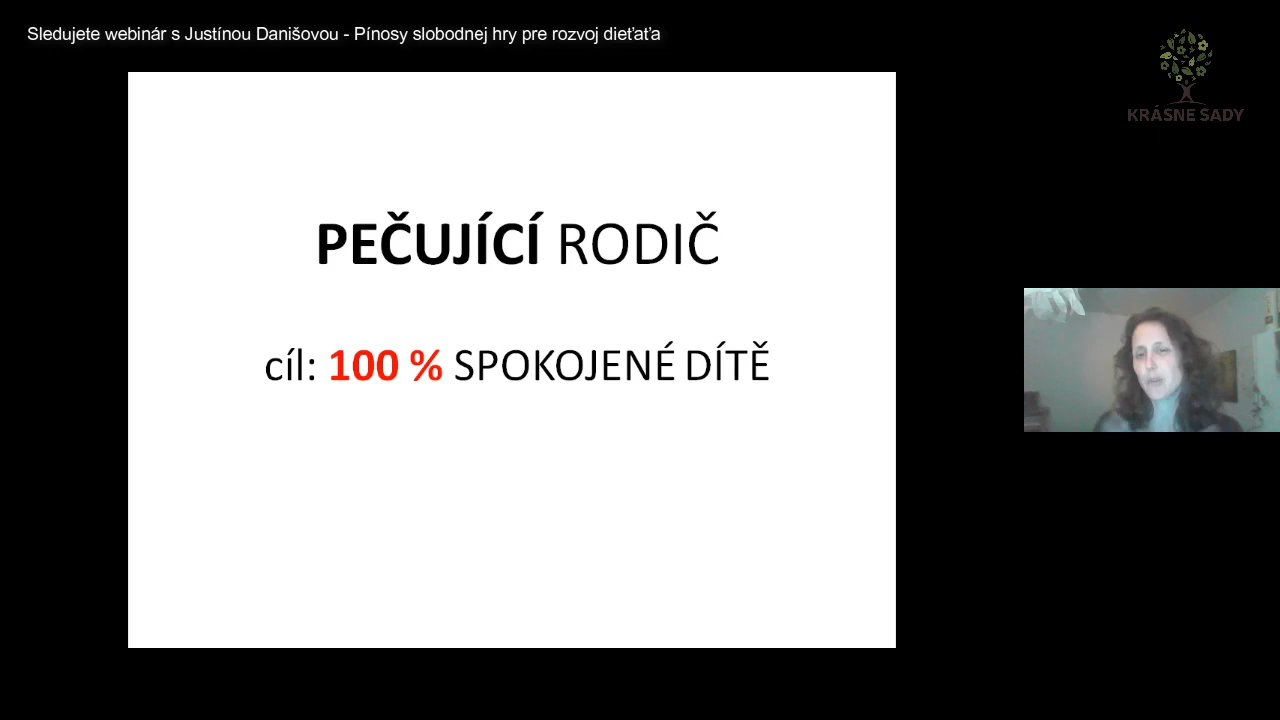 Sledujete webinár s Justínou Danišovou - Pínosy slobodnej hry pre rozvoj dieťaťa
KRÁSNE SADY
PEČUJÍCÍ RODIČ
cíl: 100 % SPOKOJENÉ DÍTĚ